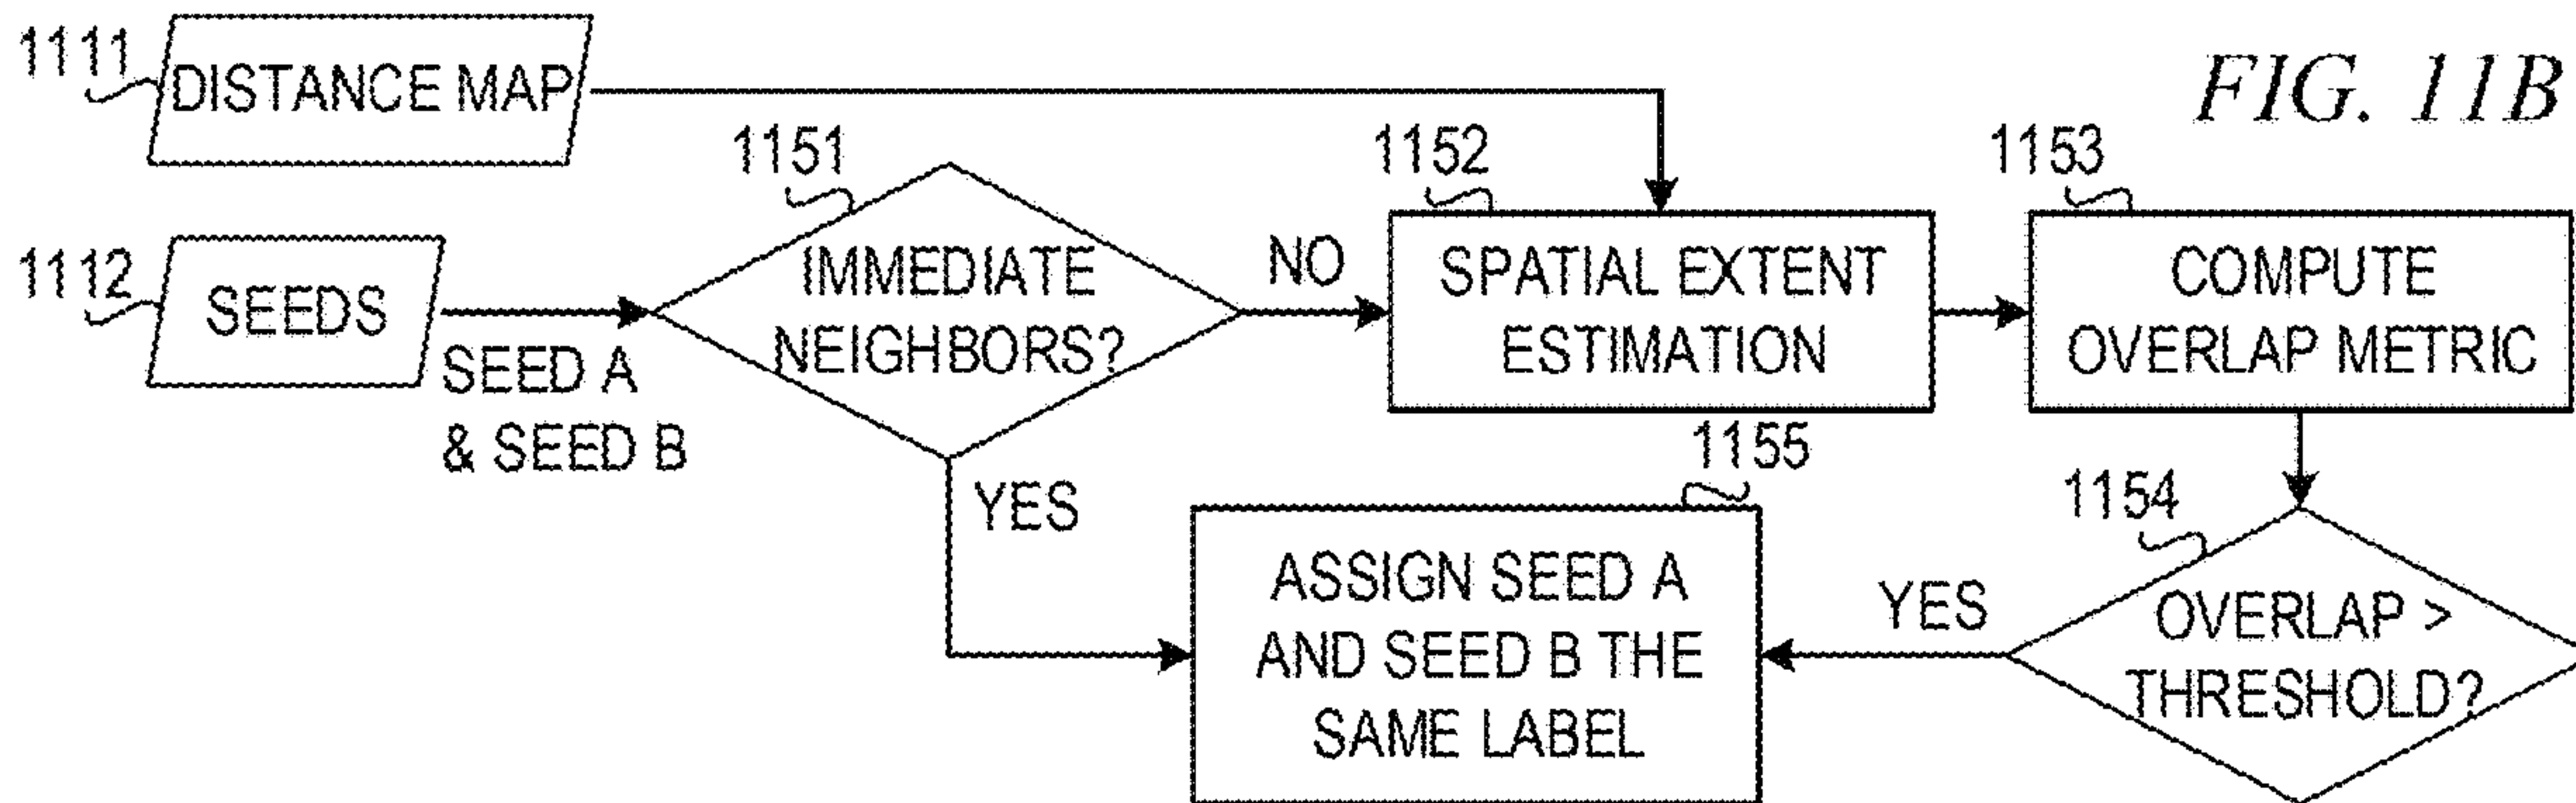 1111
DISTANCE MAP
FIG. 11B
1112
SEEDS
SEED A
& SEED B
1151
IMMEDIATE
NEIGHBORS?
NO
YES
1152
SPATIAL EXTENT
ESTIMATION
1153
COMPUTE
OVERLAP METRIC
1154
OVERLAP >
THRESHOLD?
YES
1155
ASSIGN SEED A
AND SEED B THE
SAME LABEL